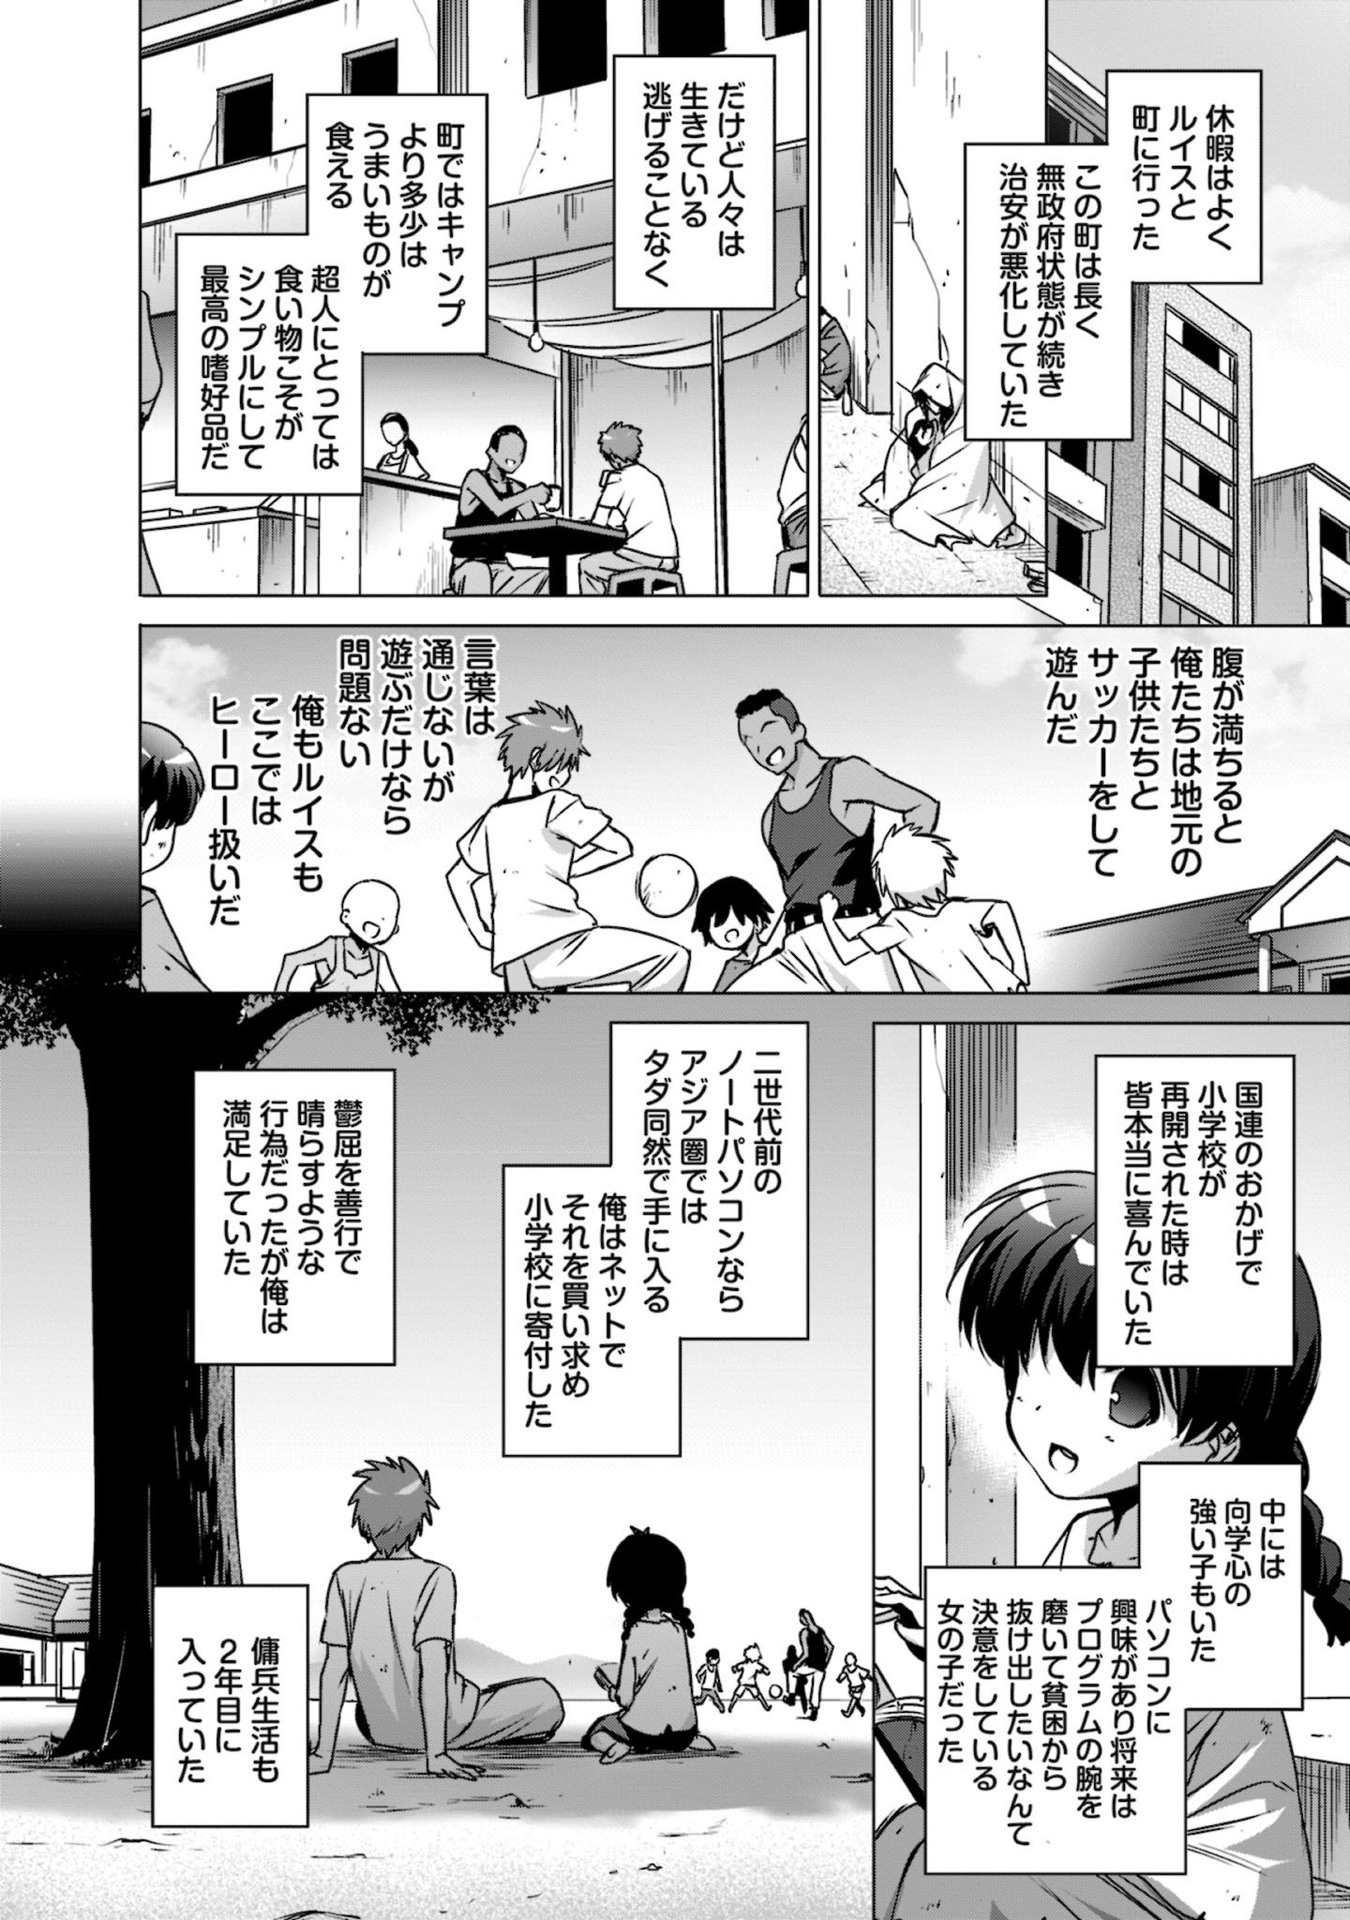 休暇はよく
ルイスと
町に行った
この町は長く
無政府状態が続き
治安が悪化していた
だけど人々は
生きている
逃げることなく
町ではキャンプ
より多少は
うまいものが
食える
超人にとっては
食い物こそが
シンプルにして
最高の嗜好品だ
腹が満ちると
俺たちは地元の
子供たちと
サッカーをして
遊んだ
言葉は
通じないが
遊ぶだけなら
問題ない
俺もルイスも
ここでは
ヒーロー扱いだ
国連のおかげで
小学校が
再開された時は
皆本当に喜んでいた
中には
向学心の
強い子もいた
パソコンに
興味があり将来は
プログラムの腕を
磨いて貧困から
抜け出したいなんて
決意をしている
女の子だった
二世代前の
ノートパソコンなら
アジア圏では
タダ同然で手に入る
俺はネットで
それを買い求め
小学校に寄付した
鬱屈を善行で
晴らすような
行為だったが俺は
満足していた
傭兵生活も
2年目に
入っていた